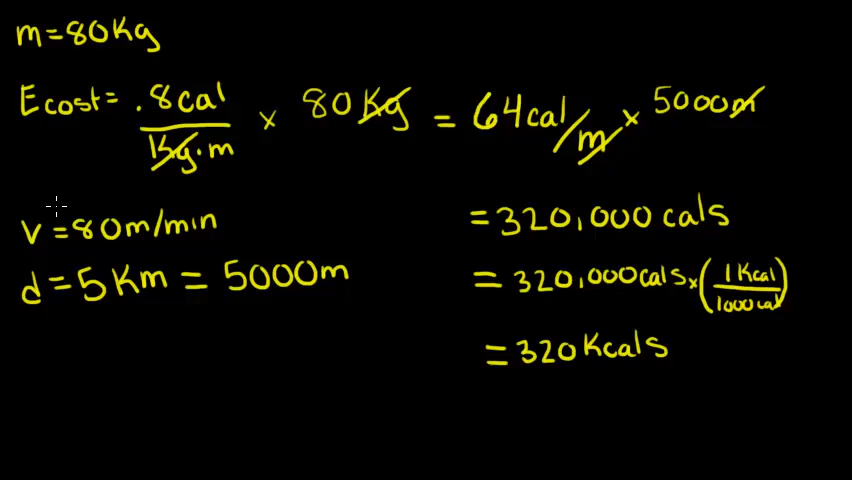 m=80Kg
Ecost= .8cal/Kg·m × 80Kg = 64cal/m × 5000m
v=80m/min
d=5Km=5000m
=320,000 cals
=320,000cals×(1Kcal/1000cal)
=320Kcals